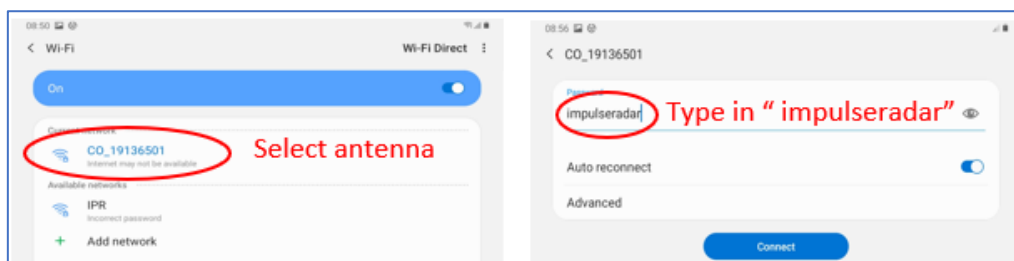 08:50
Wi-Fi
Wi-Fi Direct
On
Current network
CO_19136501
Internet may not be available
Select antenna
Available networks
IPR
Incorrect password
+ Add network
08:56
CO_19136501
Password
impulseradar
Type in “ impulseradar”
Auto reconnect
Advanced
Connect